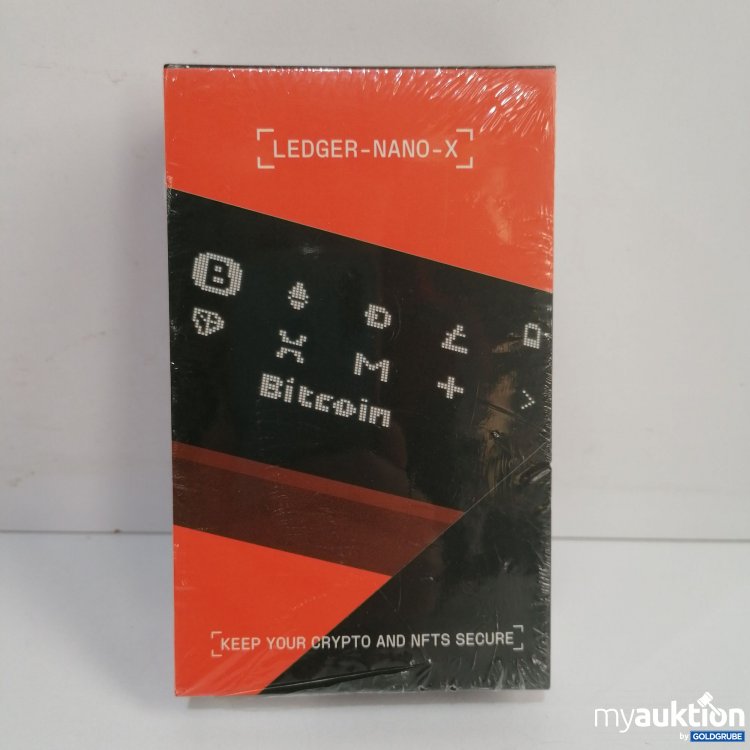 LEDGER-NANO-X
Bitcoin
KEEP YOUR CRYPTO AND NFTS SECURE
myauktion
by GOLDGRUBE